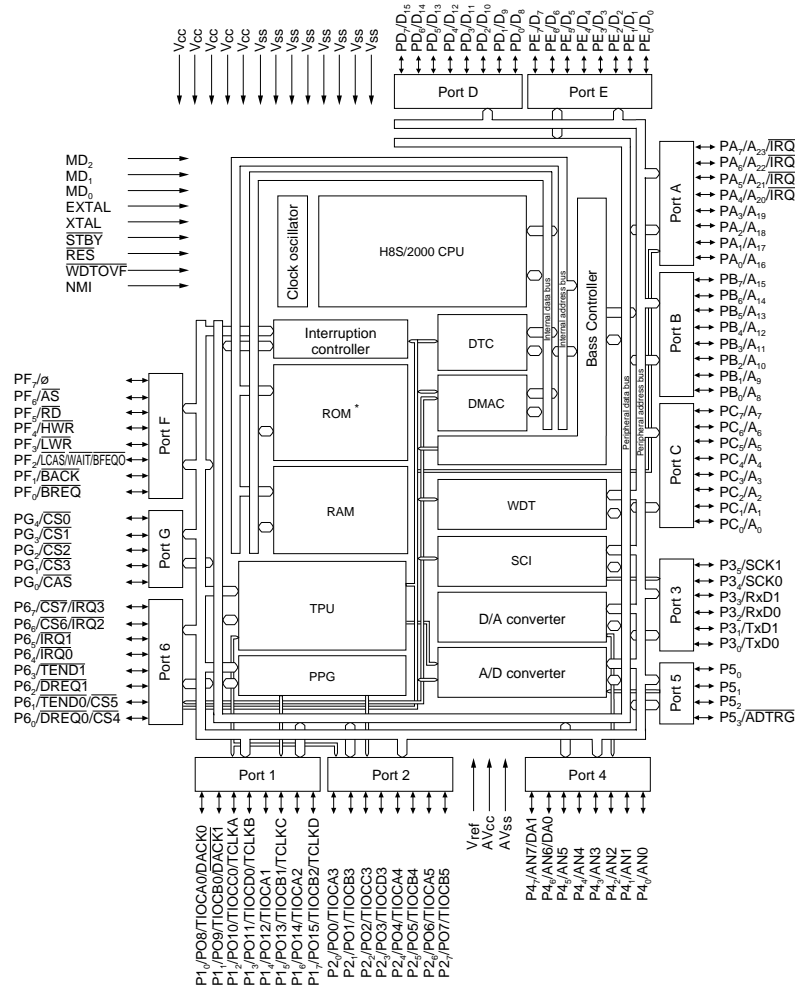 Vcc
Vcc
Vcc
Vcc
Vss
Vss
Vss
Vss
Vss
Vss
Vss
Vss
PD7/D15
PD6/D14
PD5/D13
PD4/D12
PD3/D11
PD2/D10
PD1/D9
PD0/D8
PE7/D7
PE6/D6
PE5/D5
PE4/D4
PE3/D3
PE2/D2
PE1/D1
PE0/D0
Port D
Port E
MD2
MD1
MD0
EXTAL
XTAL
STBY
RES
WDTOVF
NMI
Clock oscillator
H8S/2000 CPU
Internal data bus
Internal address bus
Bass Controller
Peripheral data bus
Peripheral address bus
Port A
PA7/A23/IRQ
PA6/A22/IRQ
PA5/A21/IRQ
PA4/A20/IRQ
PA3/A19
PA2/A18
PA1/A17
PA0/A16
Port B
PB7/A15
PB6/A14
PB5/A13
PB4/A12
PB3/A11
PB2/A10
PB1/A9
PB0/A8
Interruption
controller
DTC
ROM *
DMAC
PF7/ø
PF6/AS
PF5/RD
PF4/HWR
PF3/LWR
PF2/LCAS/WAIT/BFEQO
PF1/BACK
PF0/BREQ
Port F
Port C
PC7/A7
PC6/A6
PC5/A5
PC4/A4
PC3/A3
PC2/A2
PC1/A1
PC0/A0
RAM
WDT
PG4/CS0
PG3/CS1
PG2/CS2
PG1/CS3
PG0/CAS
Port G
SCI
TPU
D/A converter
Port 3
P35/SCK1
P34/SCK0
P33/RxD1
P32/RxD0
P31/TxD1
P30/TxD0
P67/CS7/IRQ3
P66/CS6/IRQ2
P65/IRQ1
P64/IRQ0
P63/TEND1
P62/DREQ1
P61/TEND0/CS5
P60/DREQ0/CS4
Port 6
PPG
A/D converter
Port 5
P50
P51
P52
P53/ADTRG
Port 1
Port 2
Port 4
Vref
AVcc
AVss
P10/PO8/TIOCA0/DACK0
P11/PO9/TIOCB0/DACK1
P12/PO10/TIOCC0/TCLKA
P13/PO11/TIOCD0/TCLKB
P14/PO12/TIOCA1
P15/PO13/TIOCB1/TCLKC
P16/PO14/TIOCA2
P17/PO15/TIOCB2/TCLKD
P20/PO0/TIOCA3
P21/PO1/TIOCB3
P22/PO2/TIOCC3
P23/PO3/TIOCD3
P24/PO4/TIOCA4
P25/PO5/TIOCB4
P26/PO6/TIOCA5
P27/PO7/TIOCB5
P47/AN7/DA1
P46/AN6/DA0
P45/AN5
P44/AN4
P43/AN3
P42/AN2
P41/AN1
P40/AN0